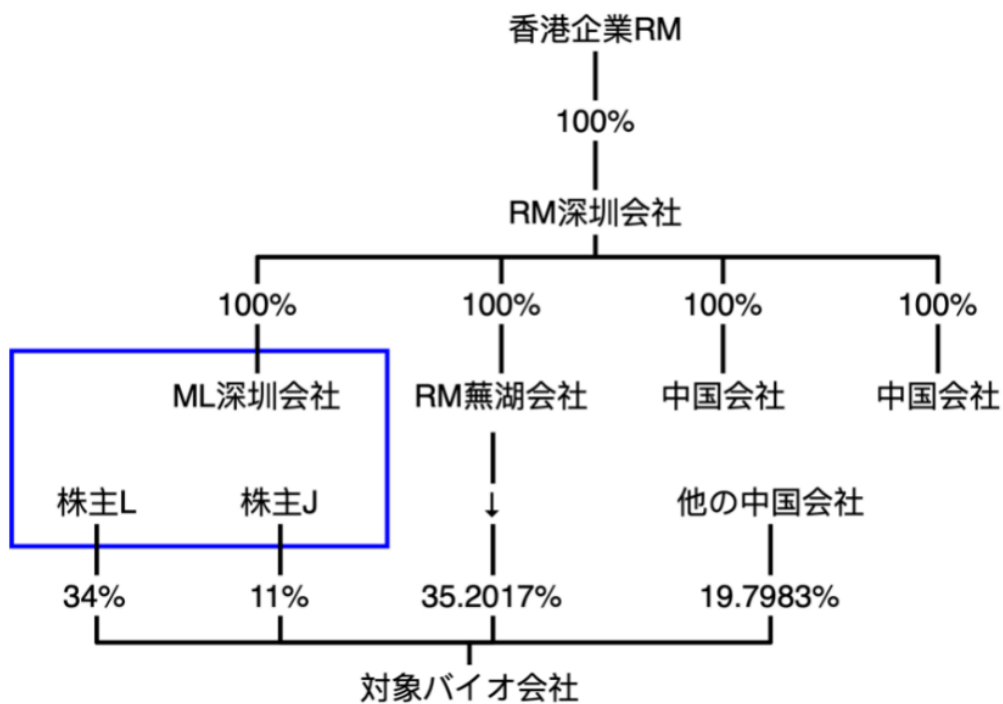 香港企業RM
100%
RM深圳会社
100% 100% 100% 100%
ML深圳会社 RM蕪湖会社 中国会社 中国会社
株主L 株主J ↓ 他の中国会社
34% 11% 35.2017% 19.7983%
対象バイオ会社